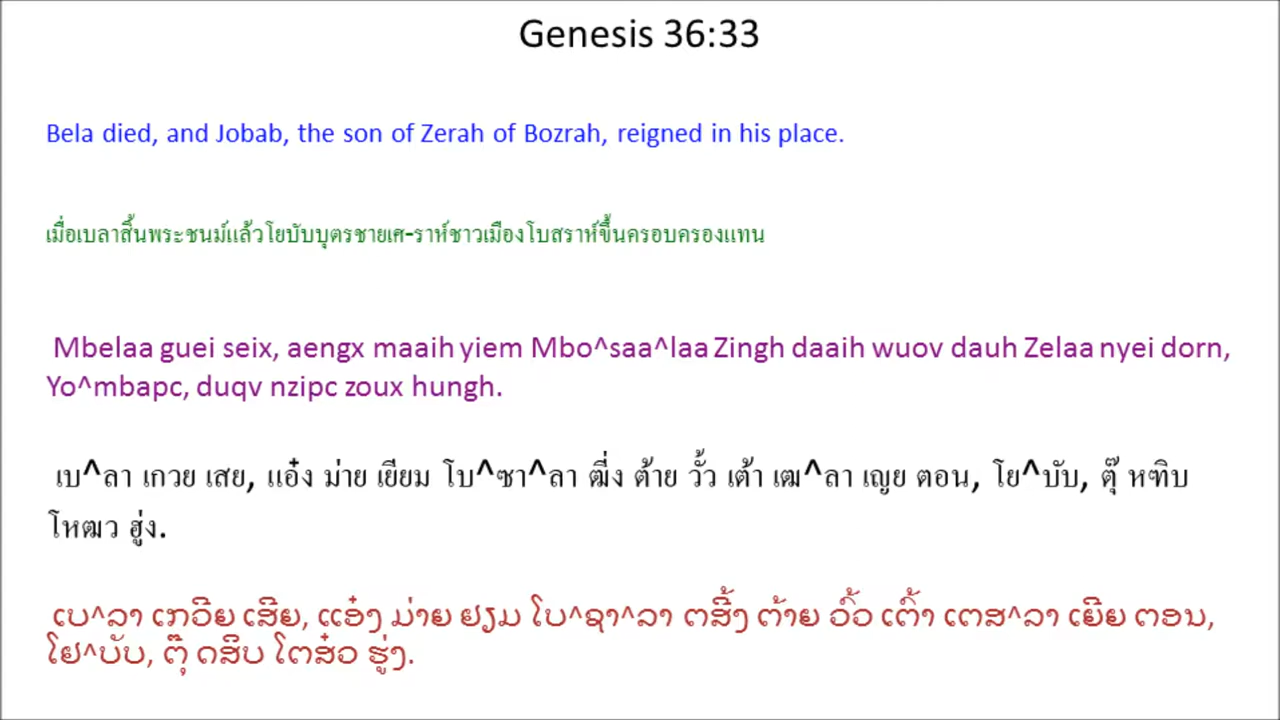 Genesis 36:33
Bela died, and Jobab, the son of Zerah of Bozrah, reigned in his place.
เมื่อเบลาสิ้นพระชนม์แล้วโยบับบุตรชายเศ-ราห์ชาวเมืองโบสราห์ขึ้นครอบครองแทน
Mbelaa guei seix, aengx maaih yiem Mbo^saa^laa Zingh daaih wuov dauh Zelaa nyei dorn,
Yo^mbapc, duqv nzipc zoux hungh.
เบ^ลา เกวย เสย, แอ๋ง ม่าย เยียม โบ^ซา^ลา ฒี่ง ต้าย วั้ว เต้า เฒ^ลา เญย ตอน, โย^บับ, ตุ๊ หฑิบ
โหฒว ฮู่ง.
ເບ^ລາ ເກວີຍ ເສີຍ, ແອ໋ງ ມ່າຍ ຢຽມ ໂບ^ຊາ^ລາ ຕສີ້ງ ຕ້າຍ ວົ້ວ ເຕົ້າ ເຕສ^ລາ ເຍີຍ ຕອນ,
ໂຢ^ບັບ, ຕຸ໊ ດສິບ ໂຕສ໋ວ ຮູ່ງ.